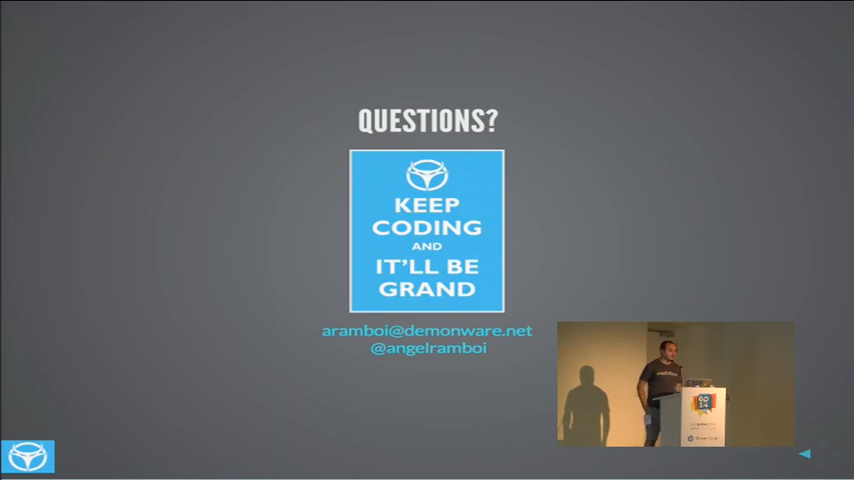 QUESTIONS?
KEEP
CODING
AND
IT'LL BE
GRAND
aramboi@demonware.net
@angelramboi